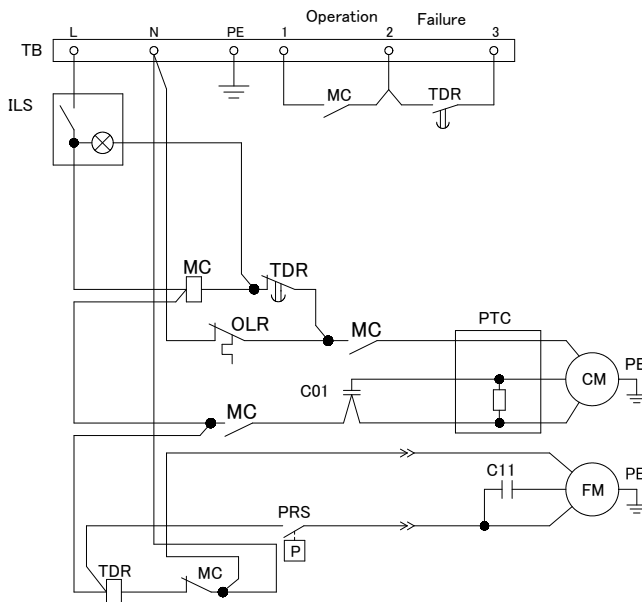 Operation Failure
L N PE 1 2 3
TB
MC TDR
ILS
MC TDR
OLR MC PTC
PE
CM
C01
MC
C11 PE
FM
PRS
P
TDR MC